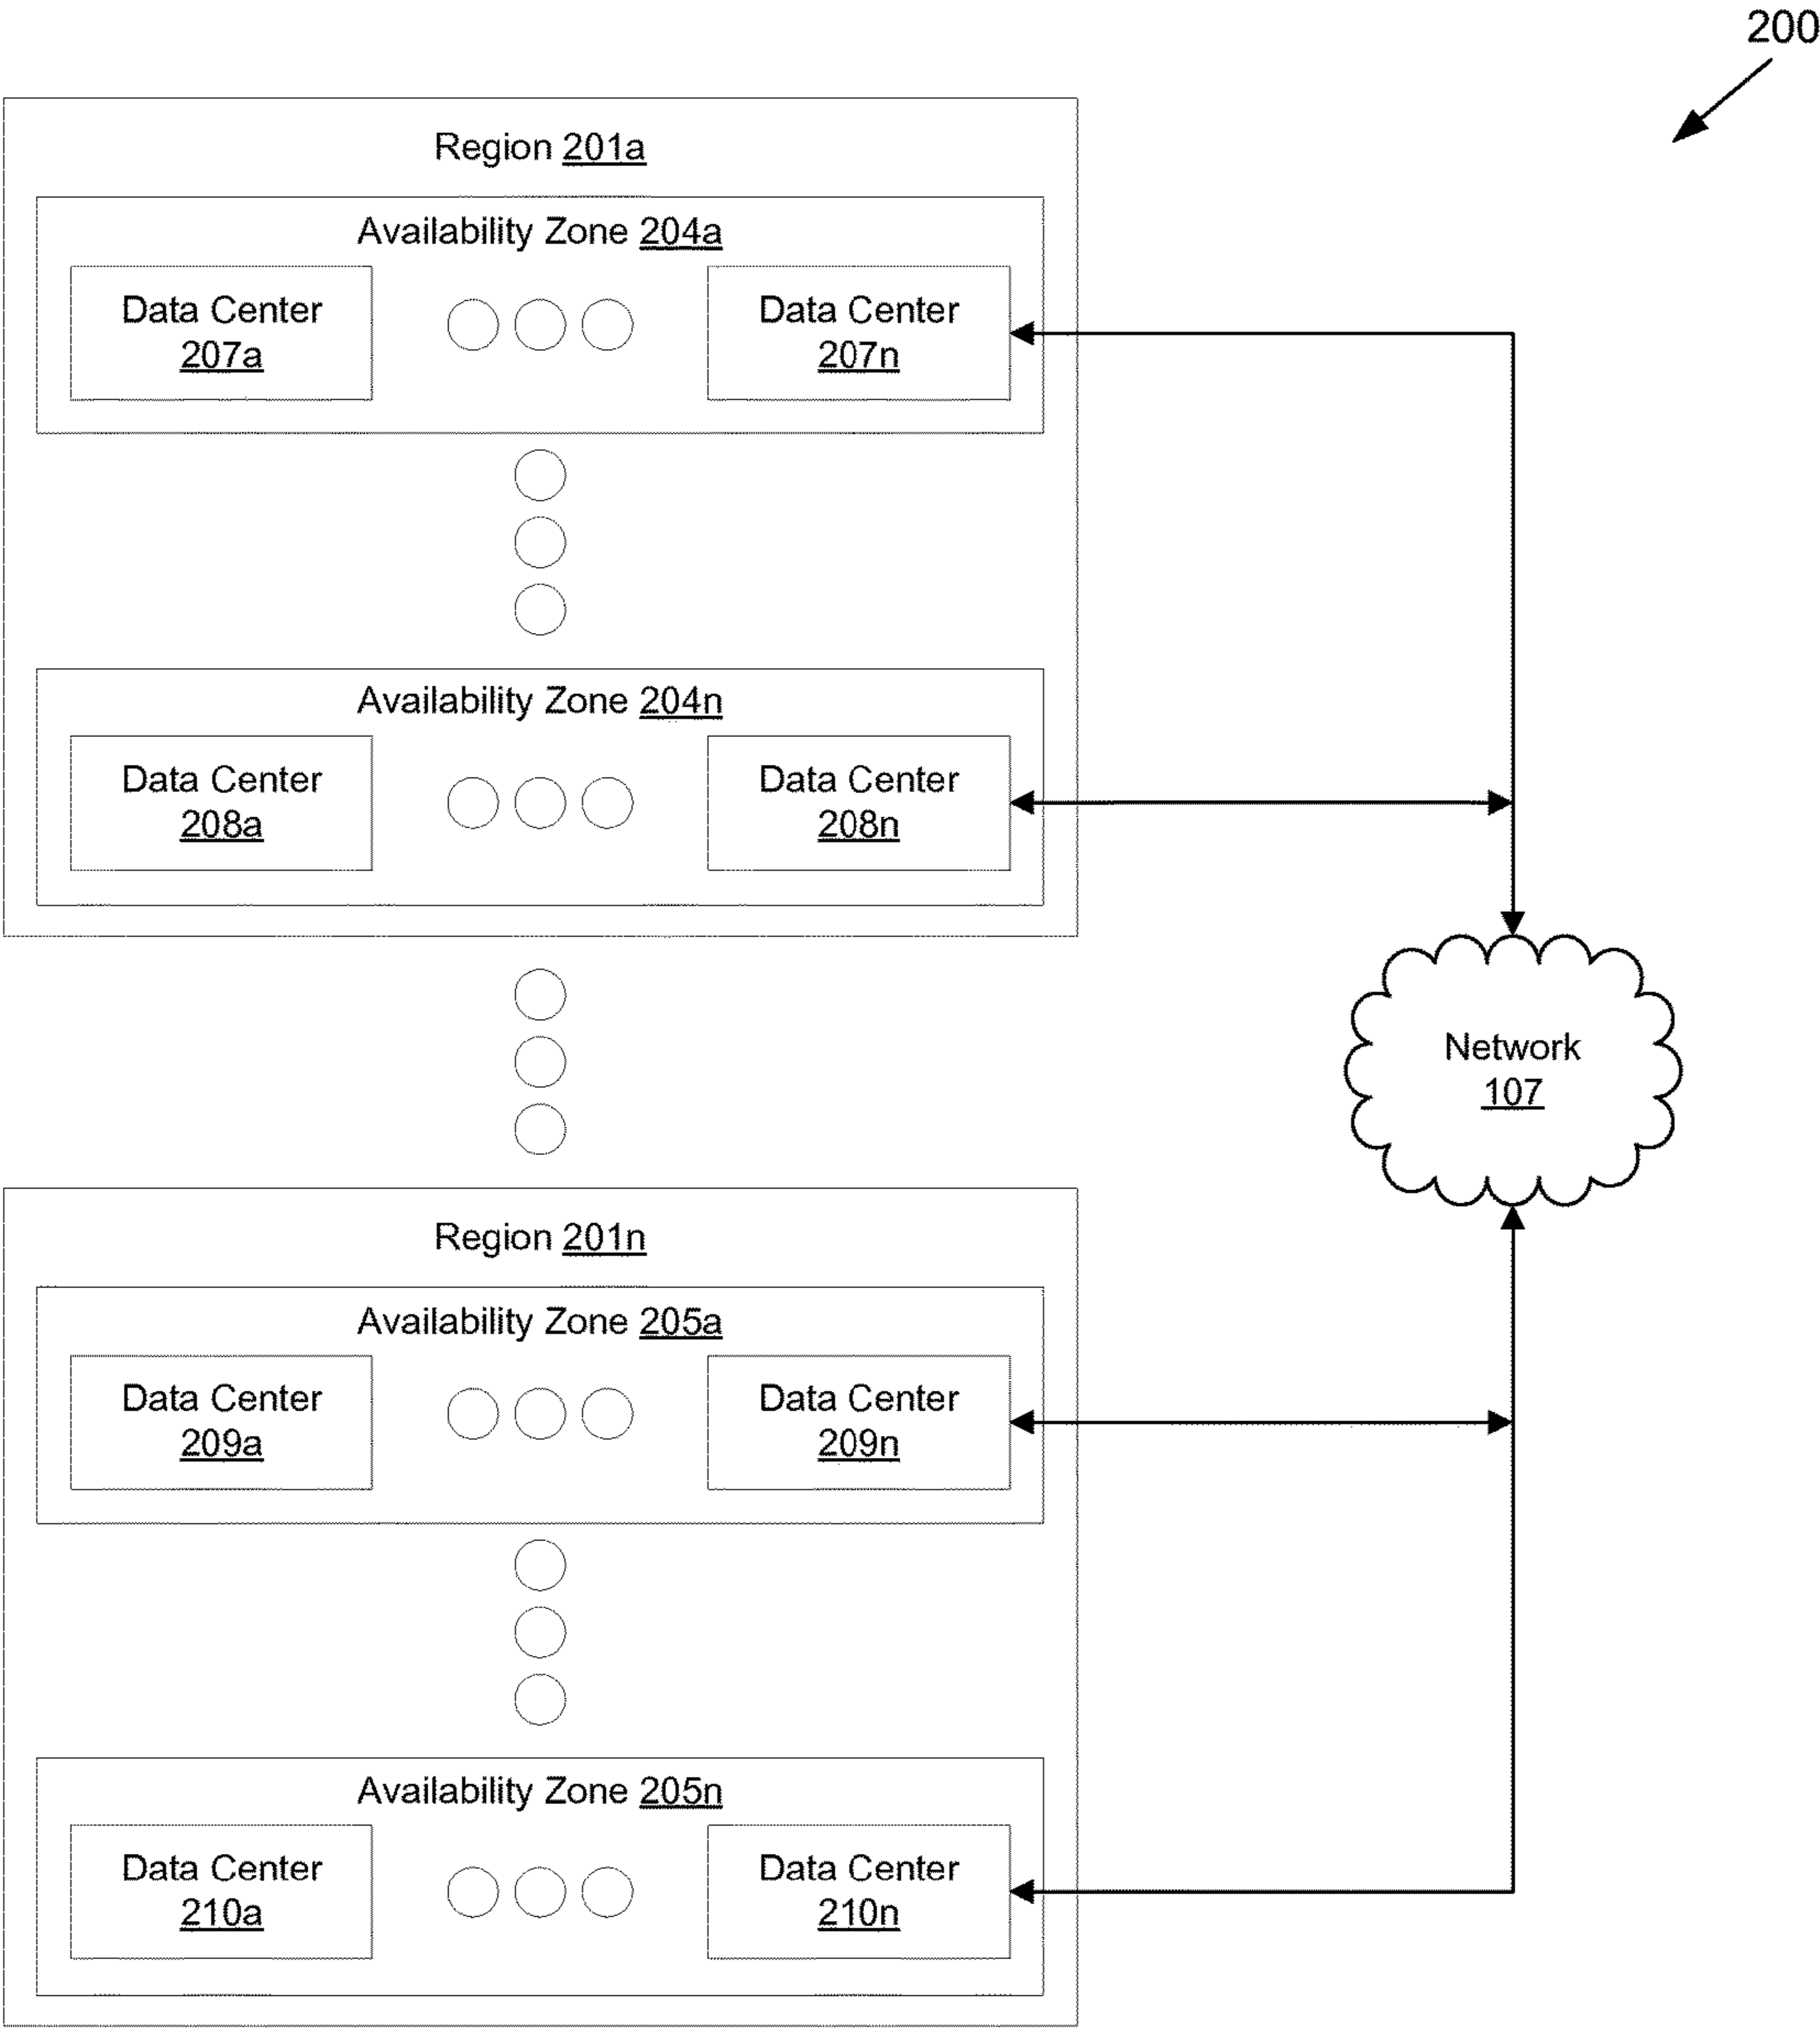 200
Region 201a
Availability Zone 204a
Data Center
207a
Data Center
207n
Availability Zone 204n
Data Center
208a
Data Center
208n
Network
107
Region 201n
Availability Zone 205a
Data Center
209a
Data Center
209n
Availability Zone 205n
Data Center
210a
Data Center
210n